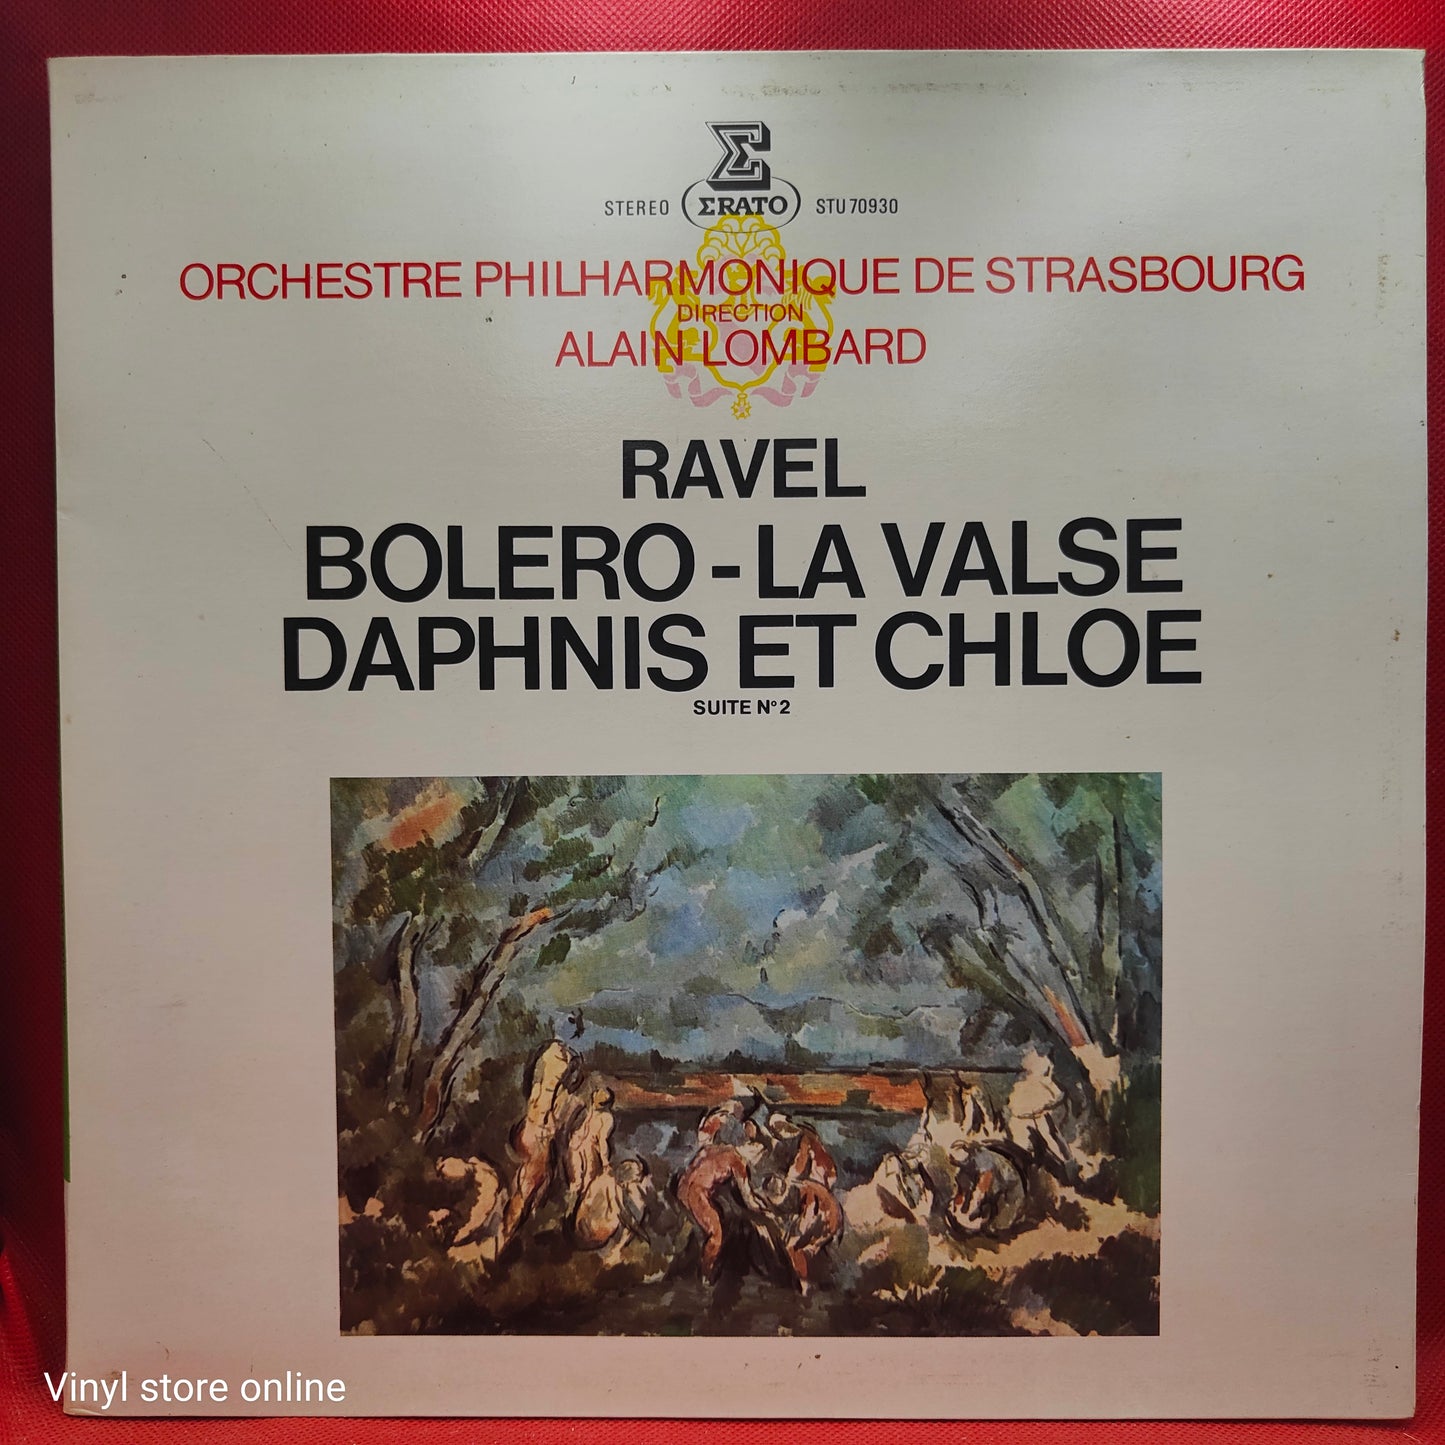 Σ
STEREO ΣRATO STU 70930
ORCHESTRE PHILHARMONIQUE DE STRASBOURG
DIRECTION
ALAIN LOMBARD
RAVEL
BOLERO - LA VALSE
DAPHNIS ET CHLOE
SUITE N° 2
Vinyl store online